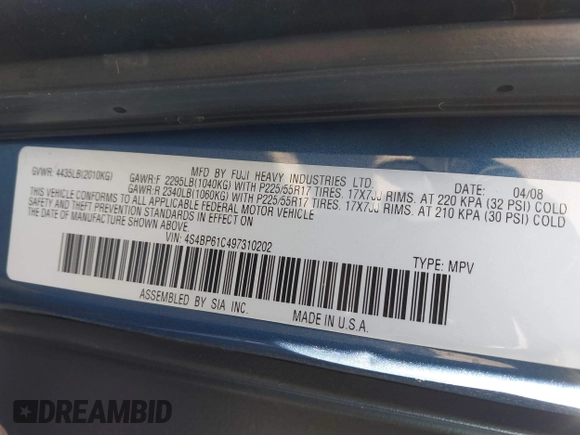 MFD BY FUJI HEAVY INDUSTRIES LTD. DATE: 04/08
GVWR: 4435LB(2010KG) GAWR:F 2295LB(1040KG) WITH P225/55R17 TIRES. 17X7JJ RIMS. AT 220 KPA (32 PSI) COLD
GAWR:R 2340LB(1060KG) WITH P225/55R17 TIRES. 17X7JJ RIMS. AT 210 KPA (30 PSI) COLD
THIS VEHICLE CONFORMS TO ALL APPLICABLE FEDERAL MOTOR VEHICLE
SAFETY AND THEFT PREVENTION STANDARDS IN EFFECT ON THE
DATE OF MANUFACTURE SHOWN ABOVE.
VIN: 4S4BP61C497310202 TYPE: MPV
ASSEMBLED BY SIA INC. MADE IN U.S.A.
DREAMBID